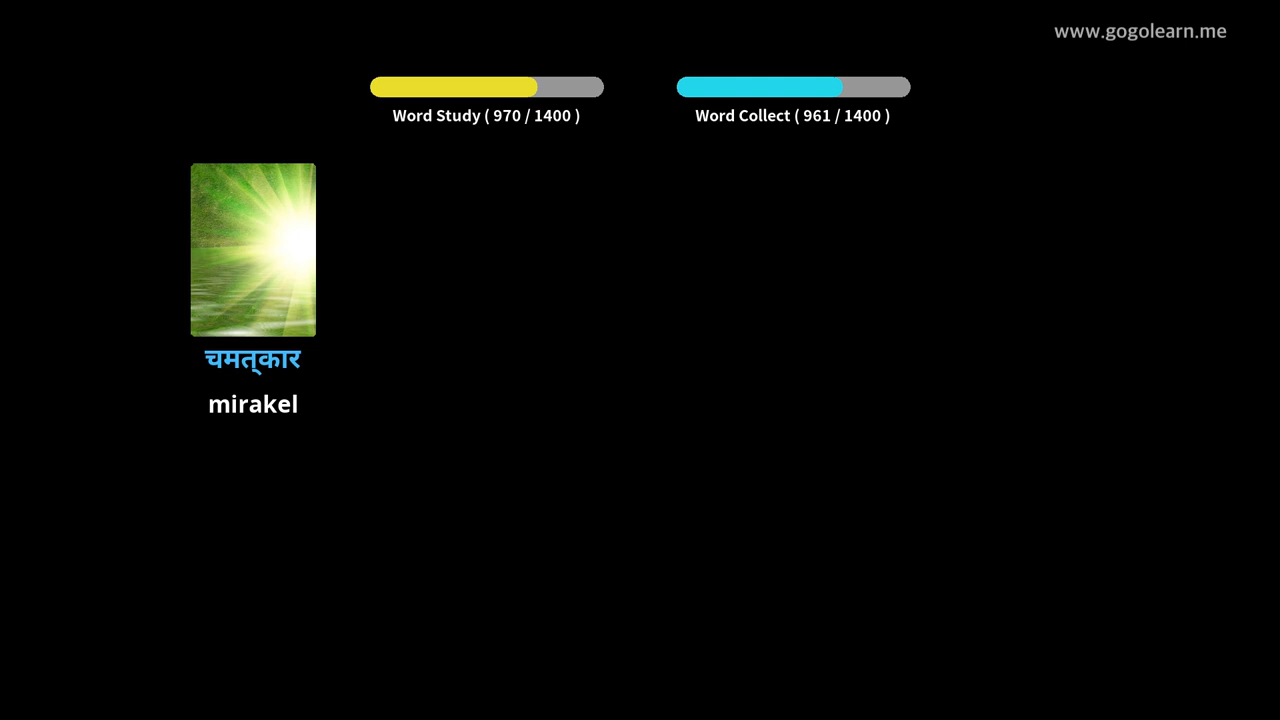 www.gogolearn.me
Word Study ( 970 / 1400 )
Word Collect ( 961 / 1400 )
चमत्‌कार
mirakel